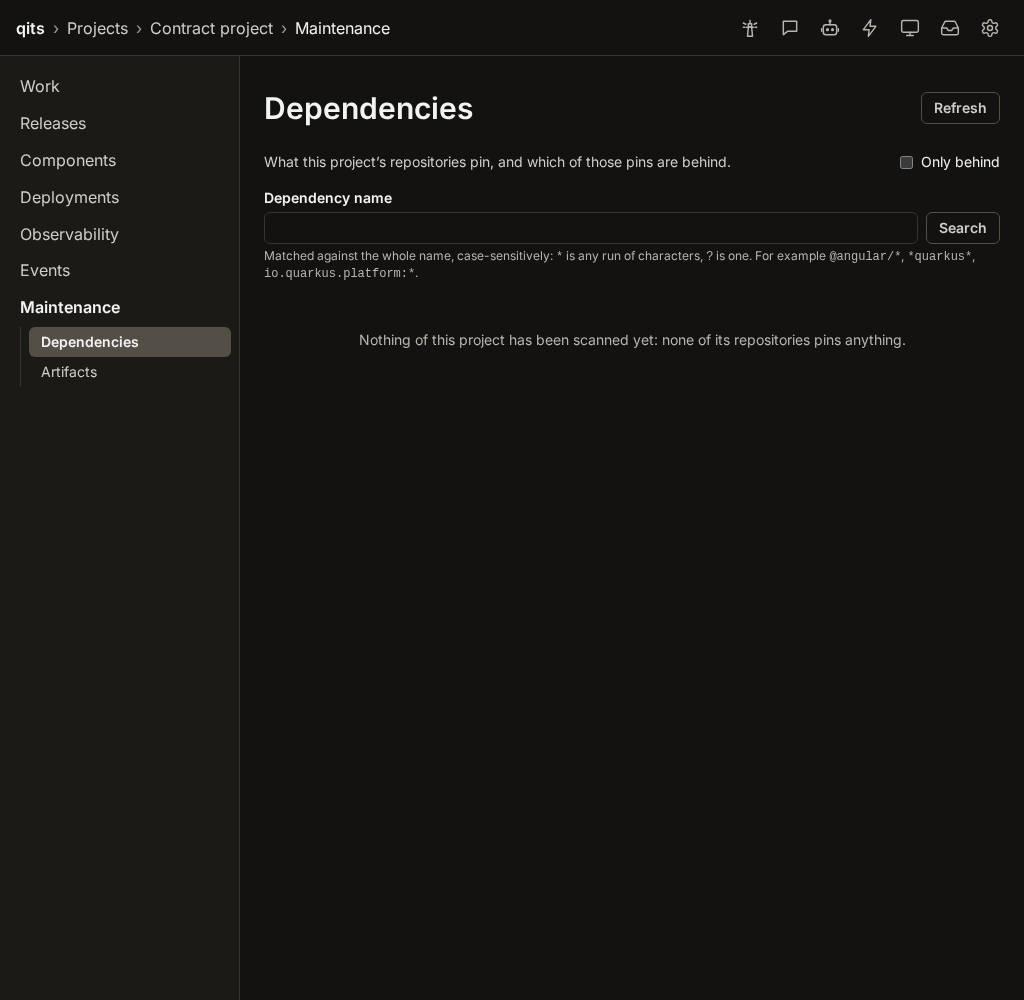 qits › Projects › Contract project › Maintenance
Work
Releases
Components
Deployments
Observability
Events
Maintenance
Dependencies
Artifacts
Dependencies
Refresh
What this project's repositories pin, and which of those pins are behind.
Only behind
Dependency name
Search
Matched against the whole name, case-sensitively: * is any run of characters, ? is one. For example @angular/*, *quarkus*,
io.quarkus.platform:*.
Nothing of this project has been scanned yet: none of its repositories pins anything.